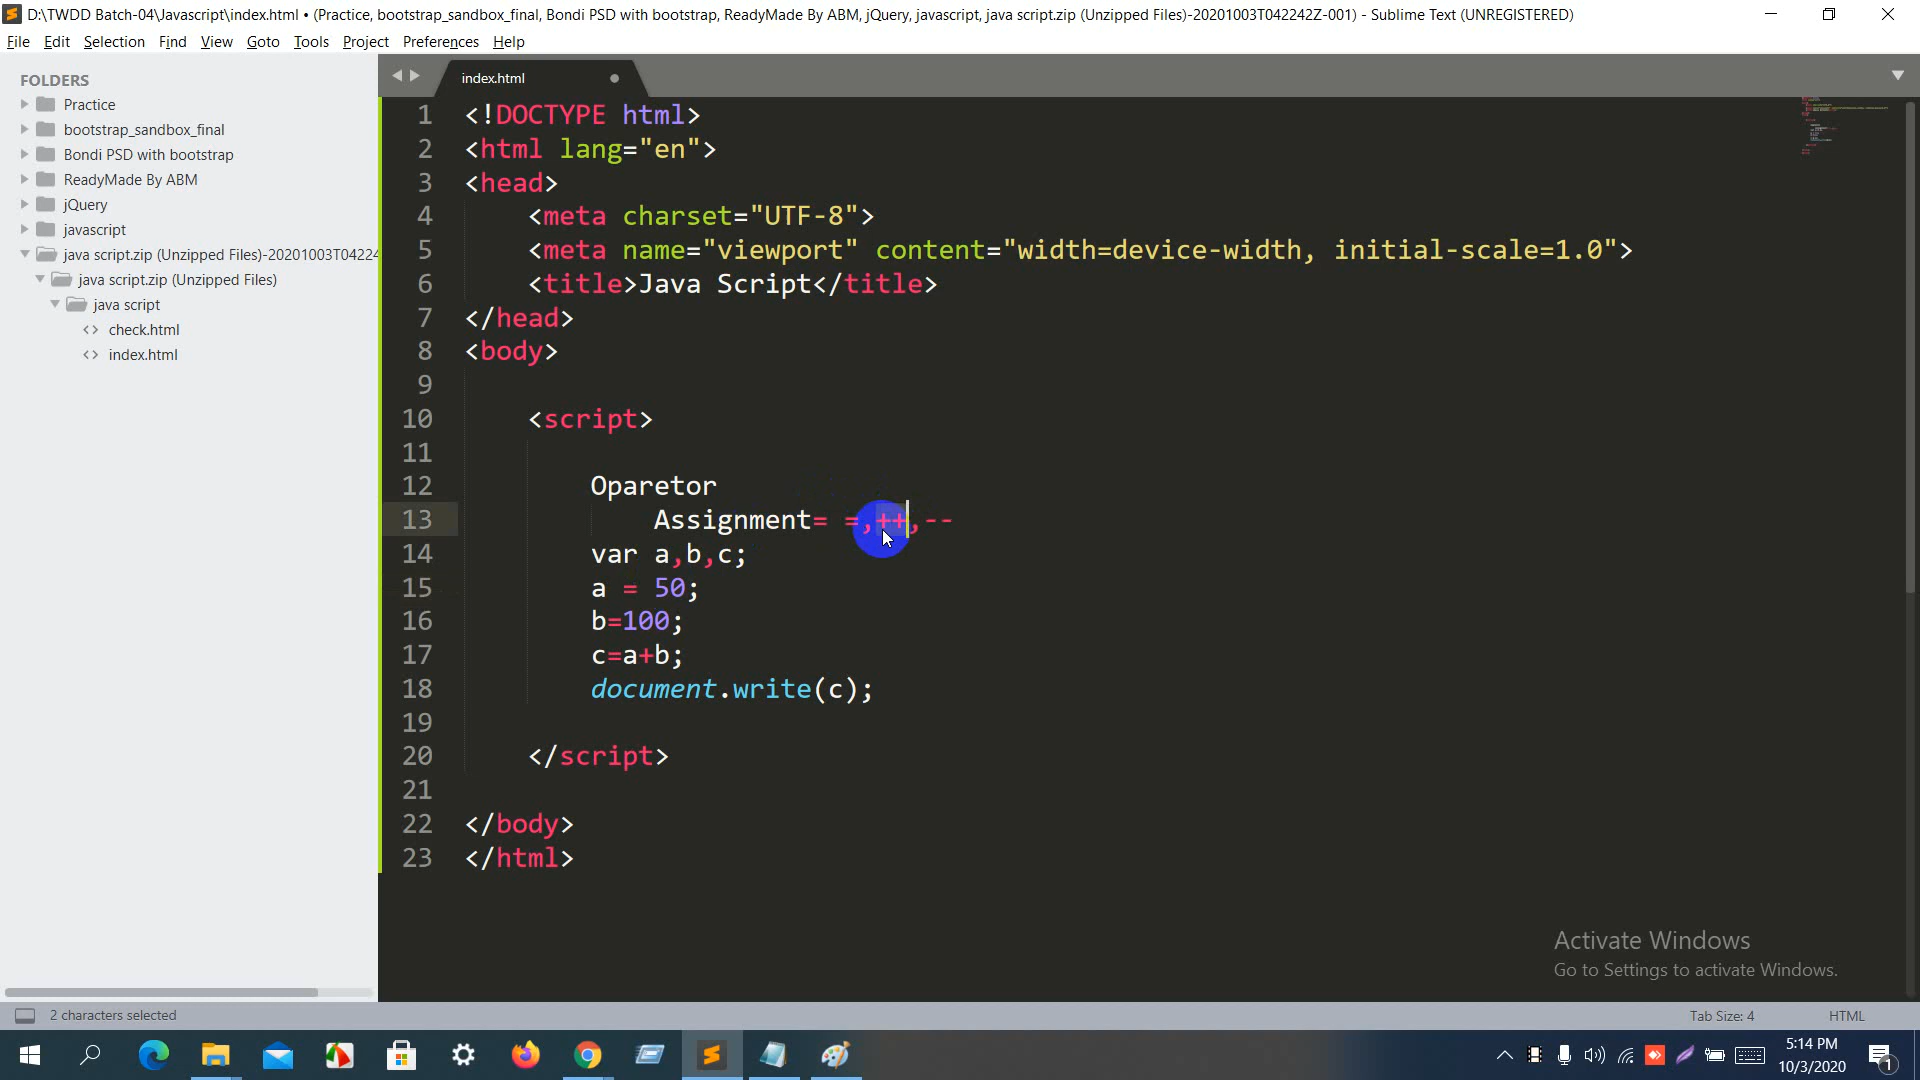 D:\TWDD Batch-04\Javascript\index.html • (Practice, bootstrap_sandbox_final, Bondi PSD with bootstrap, ReadyMade By ABM, jQuery, javascript, java script.zip (Unzipped Files)-20201003T042242Z-001) - Sublime Text (UNREGISTERED)
File Edit Selection Find View Goto Tools Project Preferences Help
FOLDERS
Practice
bootstrap_sandbox_final
Bondi PSD with bootstrap
ReadyMade By ABM
jQuery
javascript
java script.zip (Unzipped Files)-20201003T04224
java script.zip (Unzipped Files)
java script
<> check.html
<> index.html
index.html
1 <!DOCTYPE html>
2 <html lang="en">
3 <head>
4 <meta charset="UTF-8">
5 <meta name="viewport" content="width=device-width, initial-scale=1.0">
6 <title>Java Script</title>
7 </head>
8 <body>
9
10 <script>
11
12 Oparetor
13 Assignment= =,++,--
14 var a,b,c;
15 a = 50;
16 b=100;
17 c=a+b;
18 document.write(c);
19
20 </script>
21
22 </body>
23 </html>
Activate Windows
Go to Settings to activate Windows.
2 characters selected
Tab Size: 4
HTML
5:14 PM
10/3/2020
1